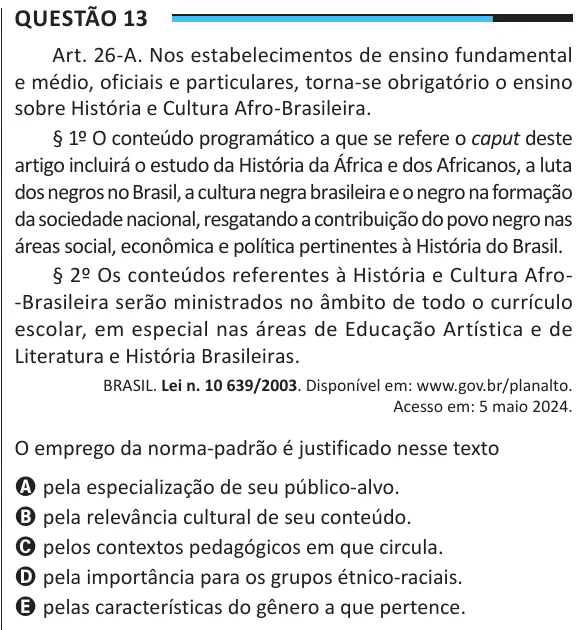 QUESTÃO 13
Art. 26-A. Nos estabelecimentos de ensino fundamental
e médio, oficiais e particulares, torna-se obrigatório o ensino
sobre História e Cultura Afro-Brasileira.
§ 1º O conteúdo programático a que se refere o caput deste
artigo incluirá o estudo da História da África e dos Africanos, a luta
dos negros no Brasil, a cultura negra brasileira e o negro na formação
da sociedade nacional, resgatando a contribuição do povo negro nas
áreas social, econômica e política pertinentes à História do Brasil.
§ 2º Os conteúdos referentes à História e Cultura Afro-
-Brasileira serão ministrados no âmbito de todo o currículo
escolar, em especial nas áreas de Educação Artística e de
Literatura e História Brasileiras.
BRASIL. Lei n. 10 639/2003. Disponível em: www.gov.br/planalto.
Acesso em: 5 maio 2024.
O emprego da norma-padrão é justificado nesse texto
A pela especialização de seu público-alvo.
B pela relevância cultural de seu conteúdo.
C pelos contextos pedagógicos em que circula.
D pela importância para os grupos étnico-raciais.
E pelas características do gênero a que pertence.